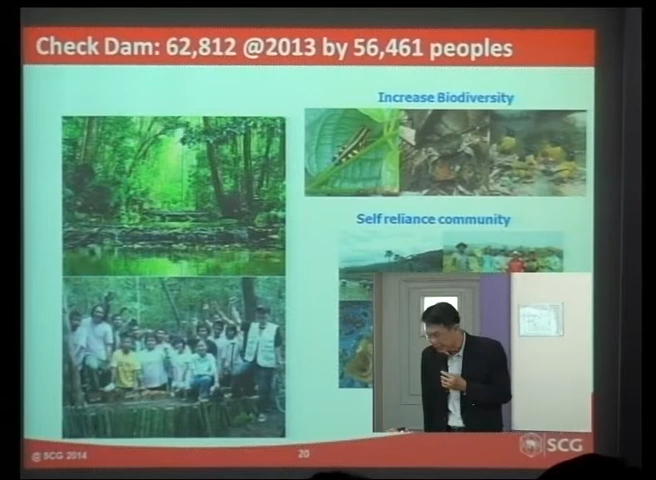 Check Dam: 62,812 @2013 by 56,461 peoples
Increase Biodiversity
Self reliance community
@ SCG 2014
20
SCG